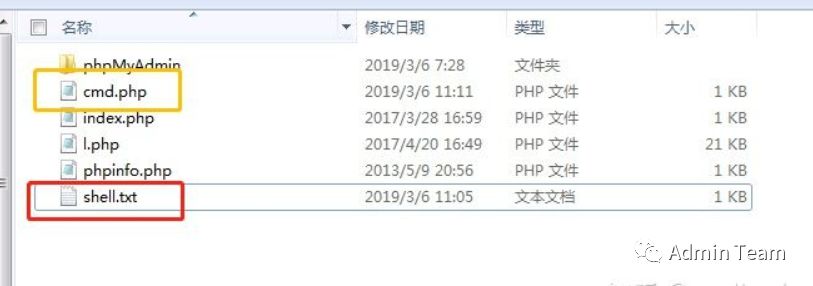 名称 修改日期 类型 大小
phpMyAdmin 2019/3/6 7:28 文件夹
cmd.php 2019/3/6 11:11 PHP 文件 1 KB
index.php 2017/3/28 16:59 PHP 文件 1 KB
l.php 2017/4/20 16:49 PHP 文件 21 KB
phpinfo.php 2013/5/9 20:56 PHP 文件 1 KB
shell.txt 2019/3/6 11:05 文本文档 1 KB
Admin Team